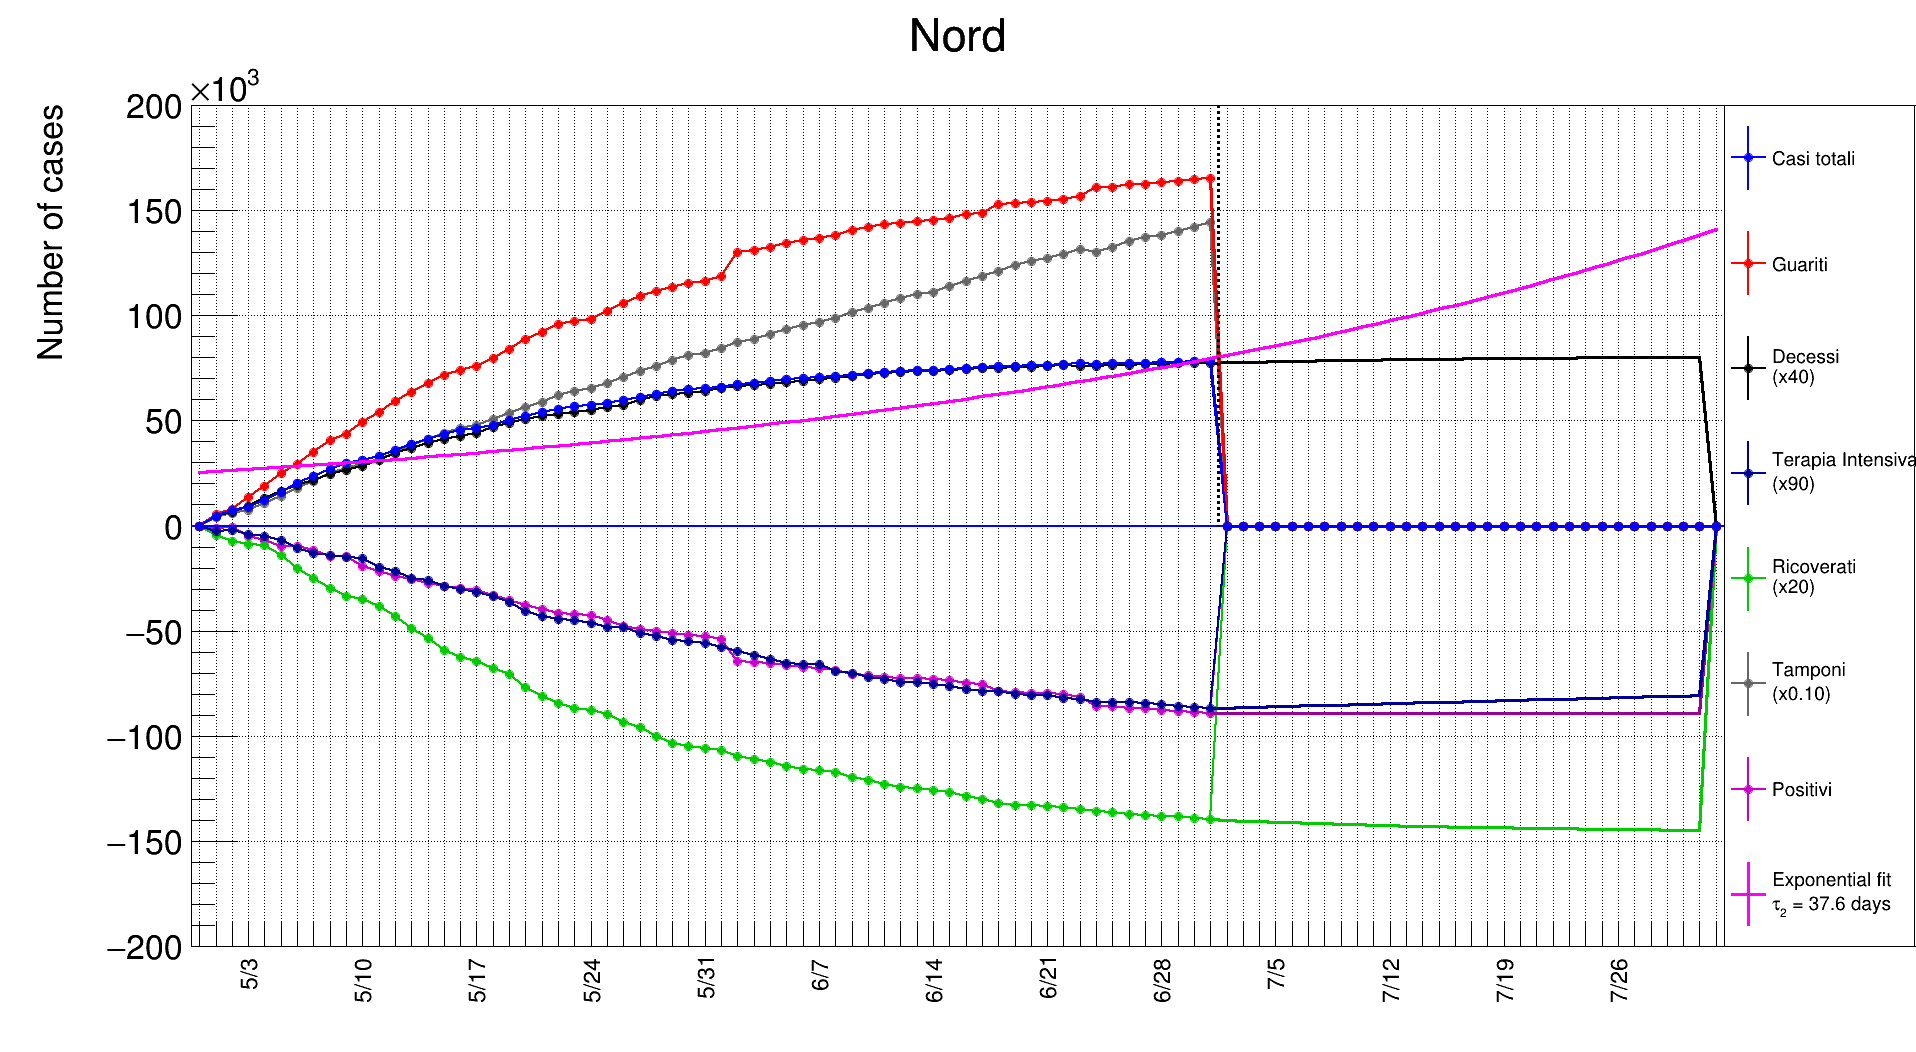 Nord
×10³
Number of cases
200
150
100
50
0
−50
−100
−150
−200
5/3
5/10
5/17
5/24
5/31
6/7
6/14
6/21
6/28
7/5
7/12
7/19
7/26
Casi totali
Guariti
Decessi
(x40)
Terapia Intensiva
(x90)
Ricoverati
(x20)
Tamponi
(x0.10)
Positivi
Exponential fit
τ₂ = 37.6 days